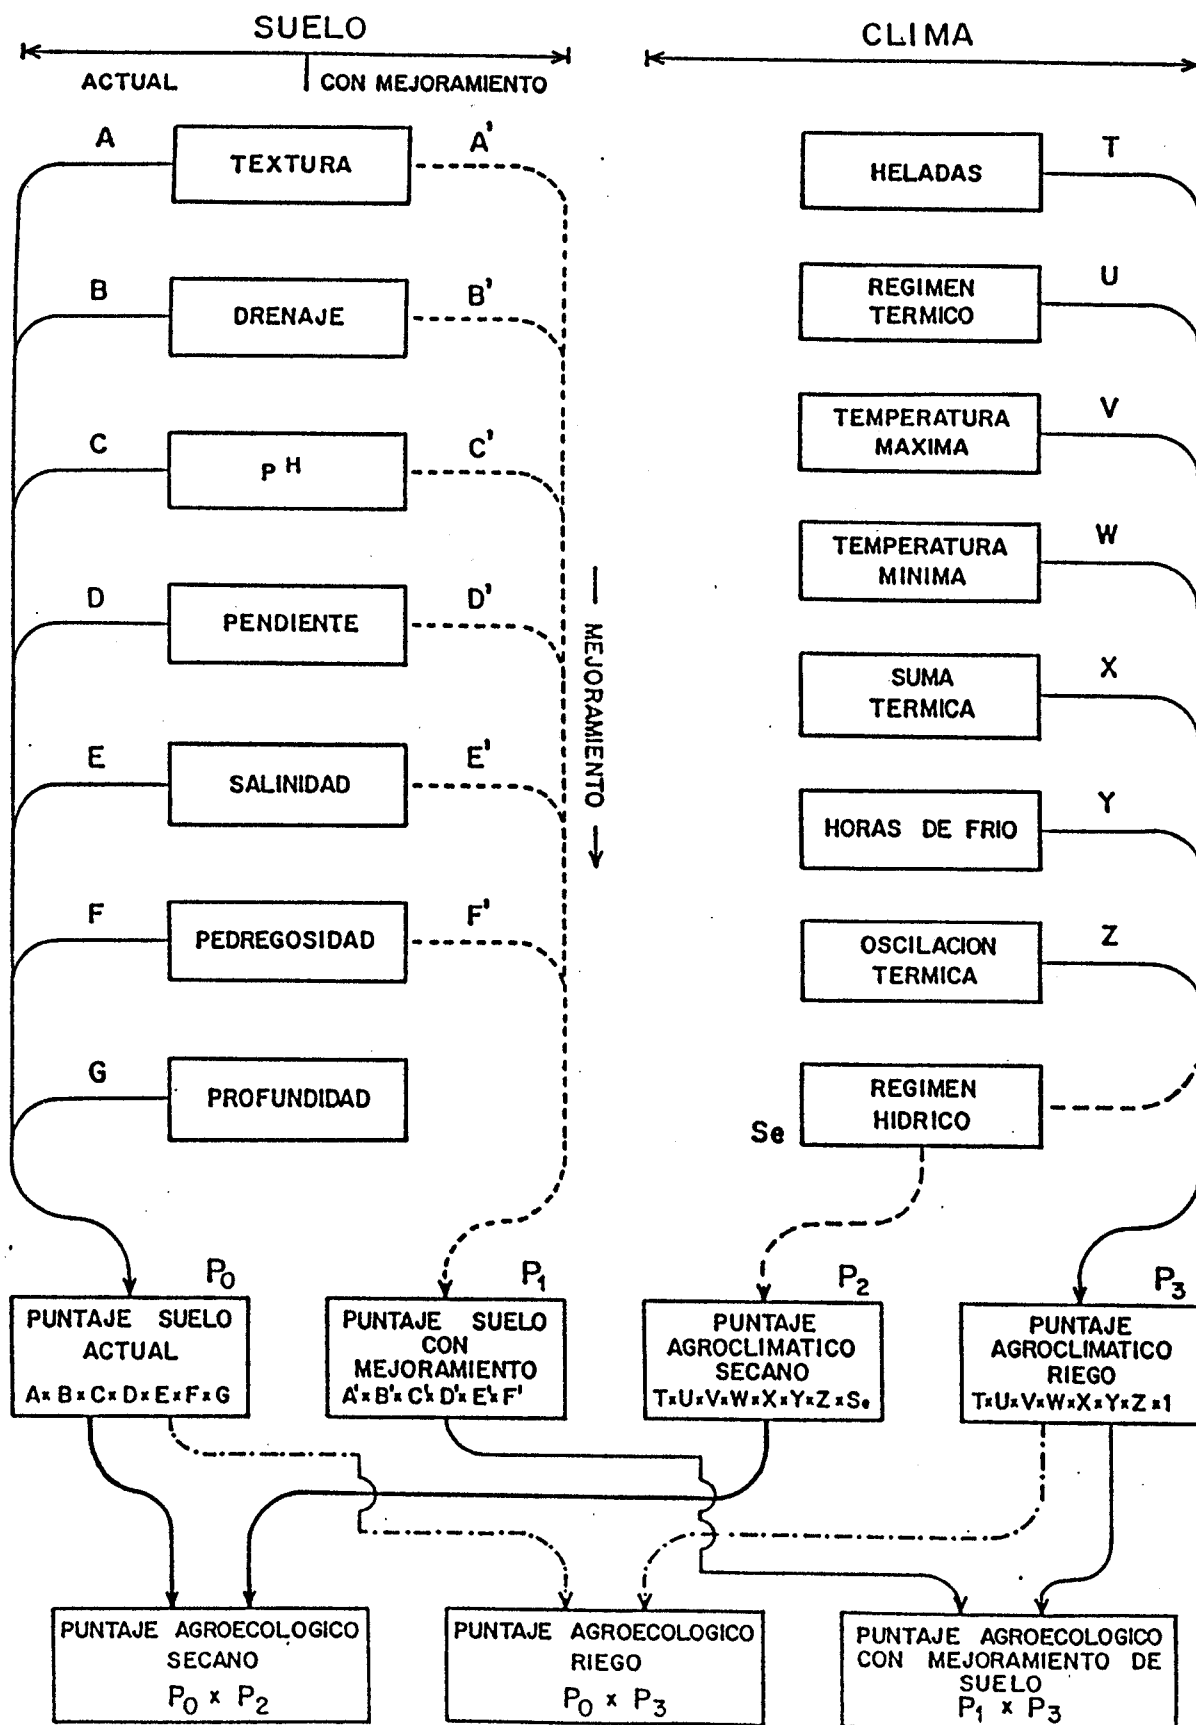 SUELO
CLIMA
ACTUAL
CON MEJORAMIENTO
A
TEXTURA
A'
B
DRENAJE
B'
C
P H
C'
D
PENDIENTE
D'
E
SALINIDAD
E'
F
PEDREGOSIDAD
F'
G
PROFUNDIDAD
MEJORAMIENTO
HELADAS
T
REGIMEN
TERMICO
U
TEMPERATURA
MAXIMA
V
TEMPERATURA
MINIMA
W
SUMA
TERMICA
X
HORAS DE FRIO
Y
OSCILACION
TERMICA
Z
REGIMEN
HIDRICO
Se
P0
PUNTAJE SUELO
ACTUAL
A x B x C x D x E x F x G
P1
PUNTAJE SUELO
CON
MEJORAMIENTO
A' x B' x C' x D' x E' x F'
P2
PUNTAJE
AGROCLIMATICO
SECANO
T x U x V x W x X x Y x Z x Se
P3
PUNTAJE
AGROCLIMATICO
RIEGO
T x U x V x W x X x Y x Z x 1
PUNTAJE AGROECOLOGICO
SECANO
P0 x P2
PUNTAJE AGROECOLOGICO
RIEGO
P0 x P3
PUNTAJE AGROECOLOGICO
CON MEJORAMIENTO DE
SUELO
P1 x P3